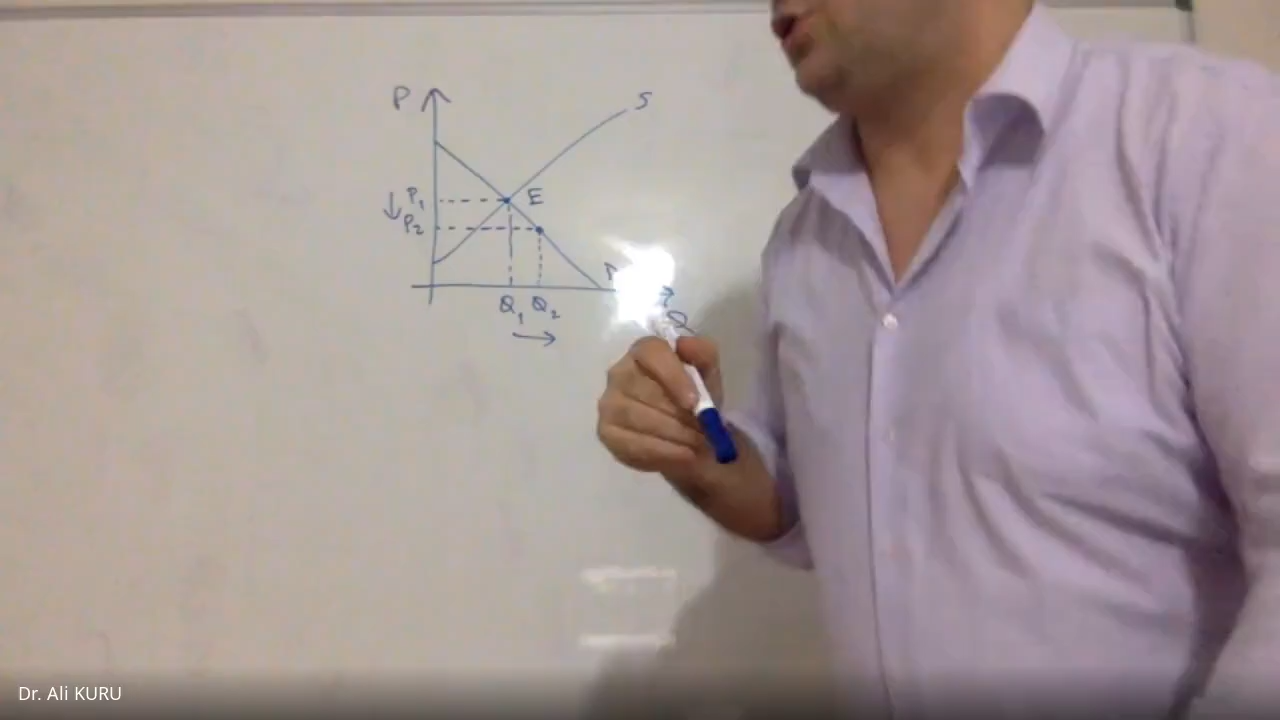 P
S
P₁
E
P₂
Q₁ Q₂
Q
Dr. Ali KURU